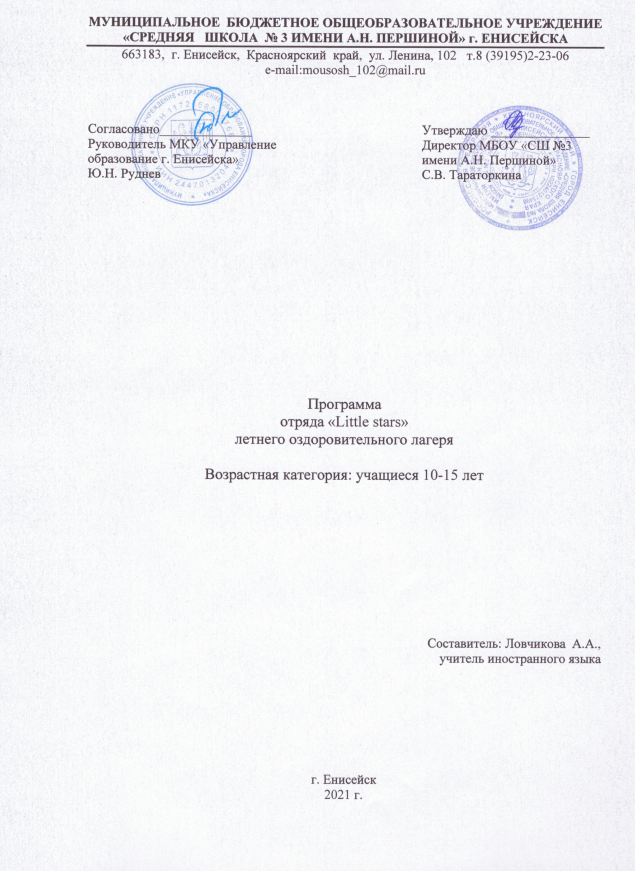 МУНИЦИПАЛЬНОЕ БЮДЖЕТНОЕ ОБЩЕОБРАЗОВАТЕЛЬНОЕ УЧРЕЖДЕНИЕ
«СРЕДНЯЯ ШКОЛА № 3 ИМЕНИ А.Н. ПЕРШИНОЙ» г. ЕНИСЕЙСКА
663183, г. Енисейск, Красноярский край, ул. Ленина, 102 т.8 (39195)2-23-06
e-mail:mousosh_102@mail.ru
Согласовано
Руководитель МКУ «Управление
образование г. Енисейска»
Ю.Н. Руднев
Утверждаю
Директор МБОУ «СШ №3
имени А.Н. Першиной»
С.В. Тараторкина
Программа
отряда «Little stars»
летнего оздоровительного лагеря
Возрастная категория: учащиеся 10-15 лет
Составитель: Ловчикова А.А.,
учитель иностранного языка
г. Енисейск
2021 г.